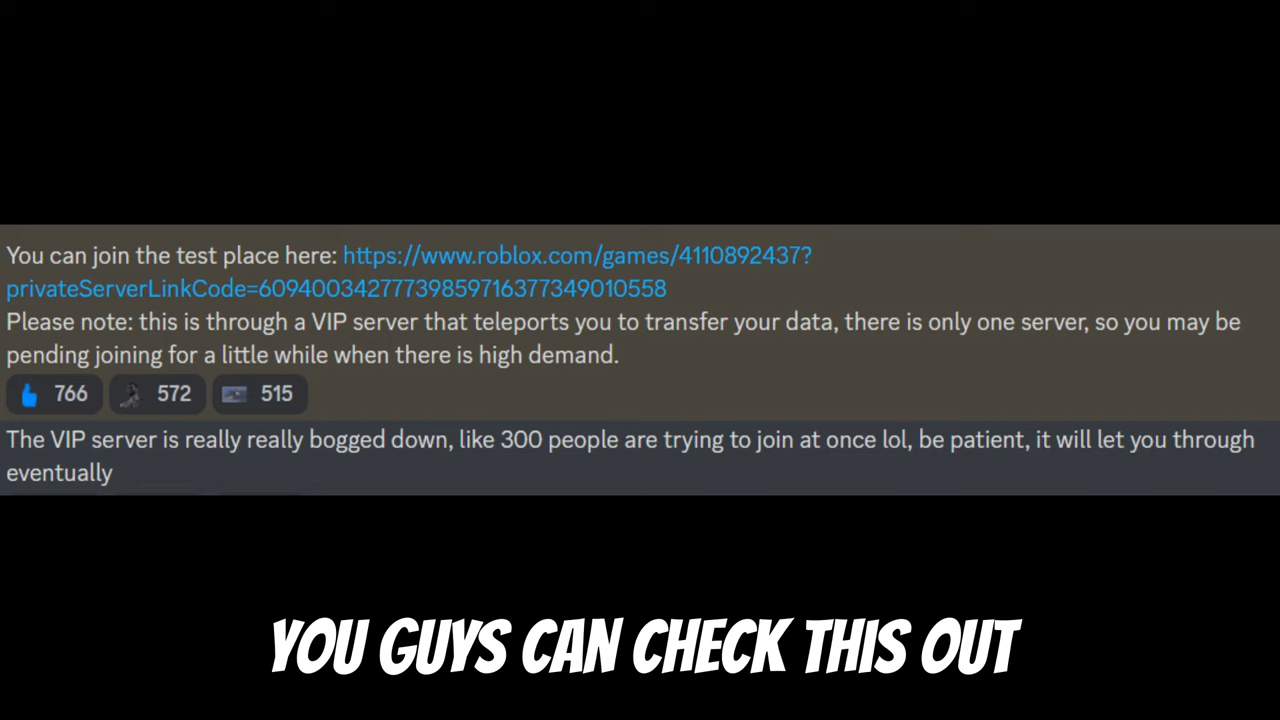 You can join the test place here: https://www.roblox.com/games/4110892437?
privateServerLinkCode=60940034277739859716377349010558
Please note: this is through a VIP server that teleports you to transfer your data, there is only one server, so you may be
pending joining for a little while when there is high demand.
766 572 515
The VIP server is really really bogged down, like 300 people are trying to join at once lol, be patient, it will let you through
eventually
YOU GUYS CAN CHECK THIS OUT